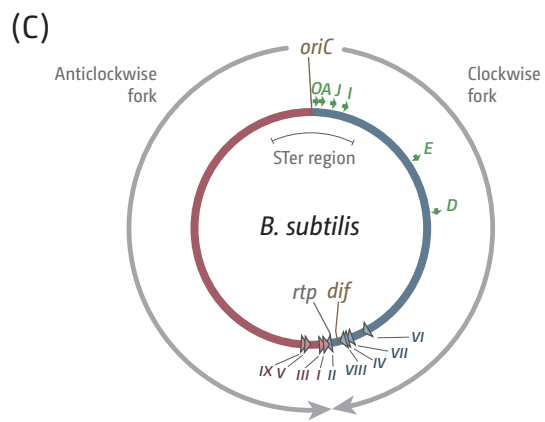 (C)
oriC
Anticlockwise
fork
Clockwise
fork
OA J I
E
D
STer region
B. subtilis
rtp dif
IX V III I II VIII IV VII VI